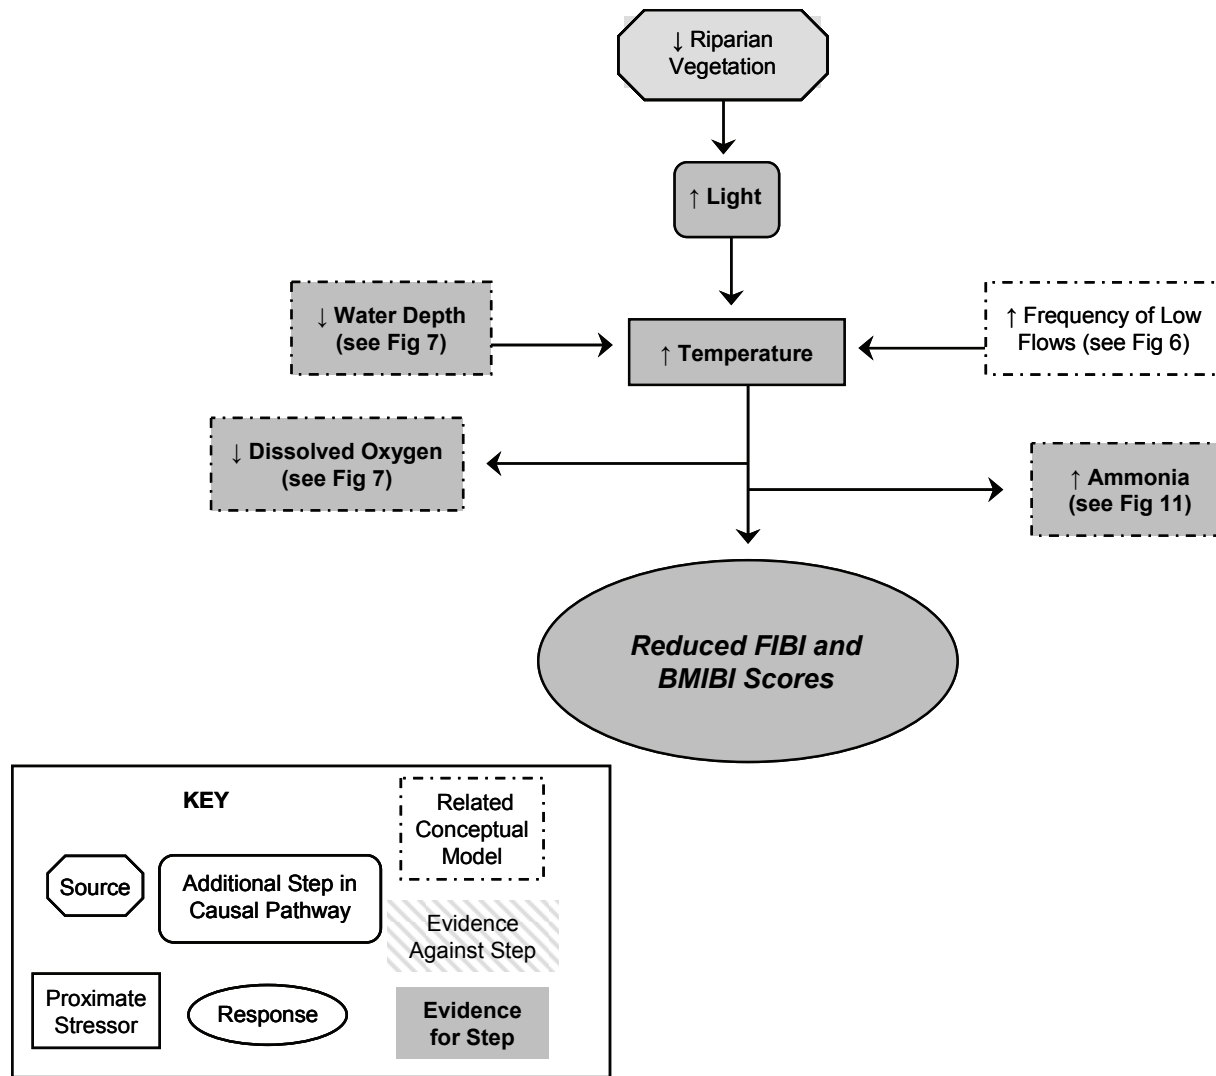 ↓ Riparian
Vegetation
↑ Light
↓ Water Depth
(see Fig 7)
↑ Temperature
↑ Frequency of Low
Flows (see Fig 6)
↓ Dissolved Oxygen
(see Fig 7)
↑ Ammonia
(see Fig 11)
Reduced FIBI and
BMIBI Scores
KEY
Related
Conceptual
Model
Source
Additional Step in
Causal Pathway
Evidence
Against Step
Proximate
Stressor
Response
Evidence
for Step